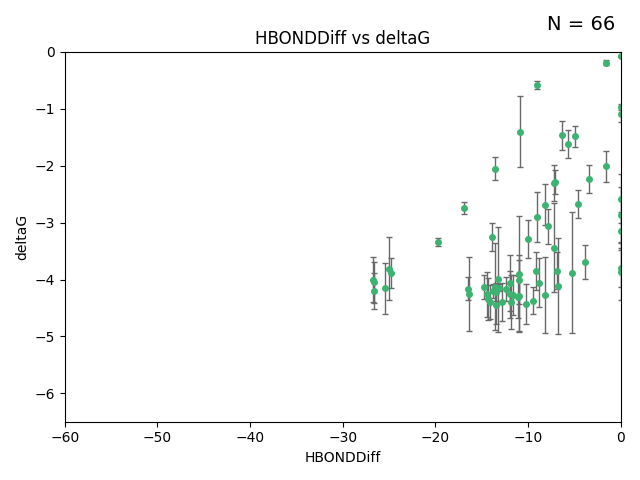 N = 66
HBONDDiff vs deltaG
deltaG
0
−1
−2
−3
−4
−5
−6
−60 −50 −40 −30 −20 −10 0
HBONDDiff